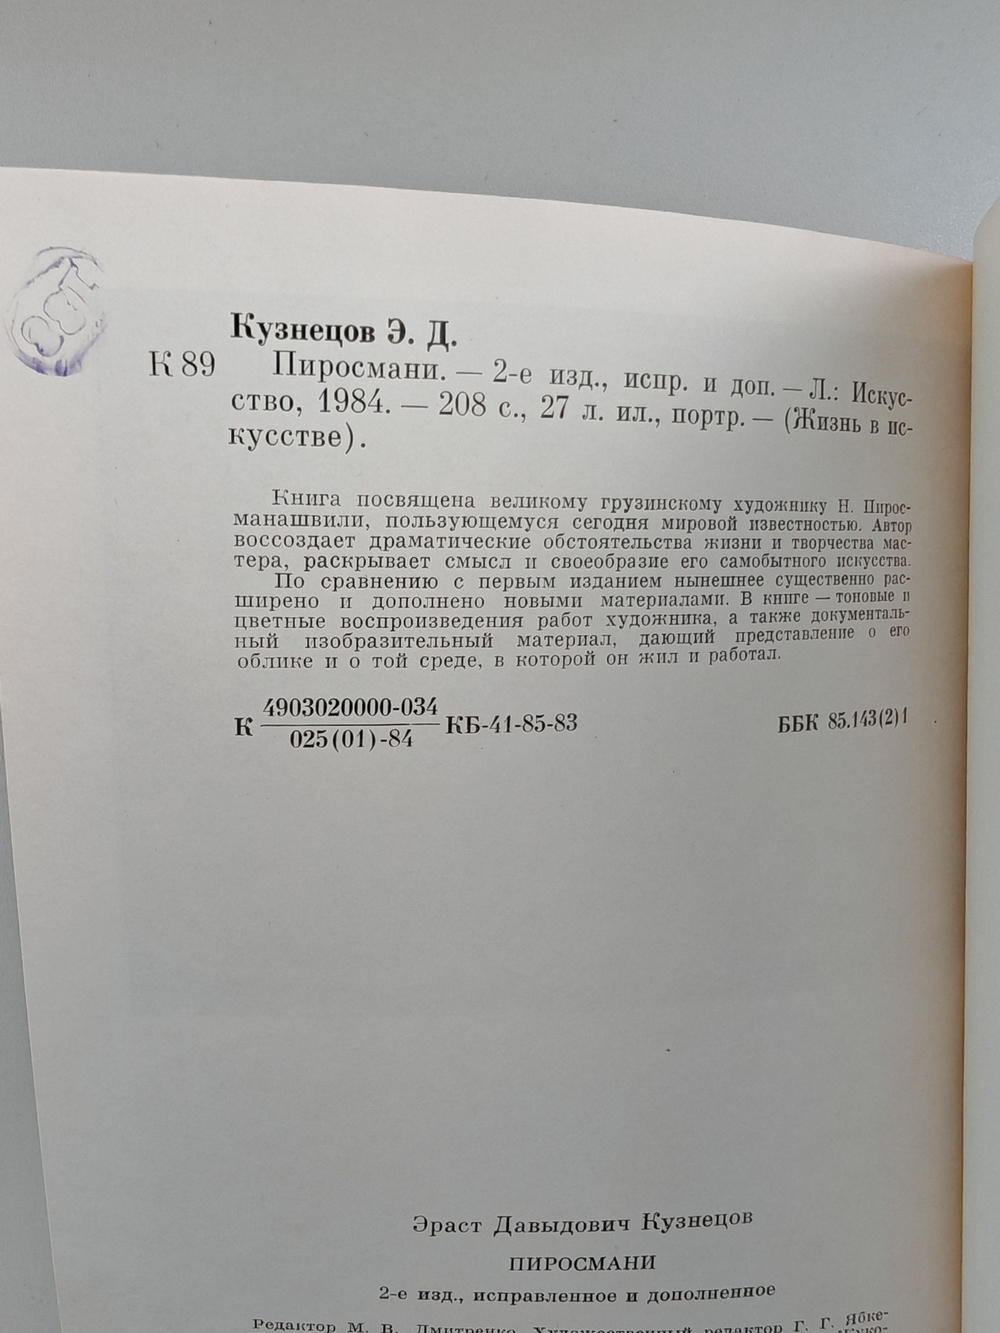 Кузнецов Э. Д.
К 89 Пиросмани. — 2-е изд., испр. и доп. — Л.: Искус-
ство, 1984. — 208 с., 27 л. ил., портр. — (Жизнь в ис-
кусстве).
Книга посвящена великому грузинскому художнику Н. Пирос-
манашвили, пользующемуся сегодня мировой известностью. Автор
воссоздает драматические обстоятельства жизни и творчества мас-
тера, раскрывает смысл и своеобразие его самобытного искусства.
По сравнению с первым изданием нынешнее существенно рас-
ширено и дополнено новыми материалами. В книге — тоновые и
цветные воспроизведения работ художника, а также документаль-
ный изобразительный материал, дающий представление о его
облике и о той среде, в которой он жил и работал.
К 4903020000-034
025(01)-84 КБ-41-85-83 ББК 85.143(2)1
Эраст Давыдович Кузнецов
ПИРОСМАНИ
2-е изд., исправленное и дополненное
Редактор М. В. Дмитренко. Художественный редактор Г. Г. Ябке-